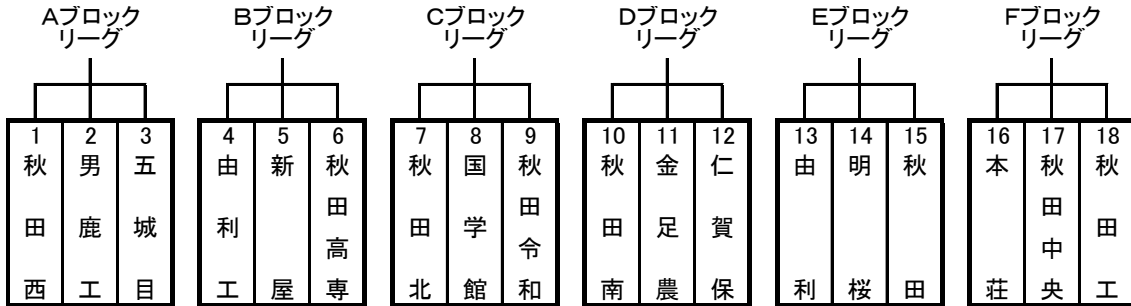 Aブロック
リーグ
Bブロック
リーグ
Cブロック
リーグ
Dブロック
リーグ
Eブロック
リーグ
Fブロック
リーグ
1
秋田西
2
男鹿工
3
五城目
4
由利工
5
新屋
6
秋田高専
7
秋田北
8
国学館
9
秋田令和
10
秋田南
11
金足農
12
仁賀保
13
由利
14
明桜
15
秋田
16
本荘
17
秋田中央
18
秋田工